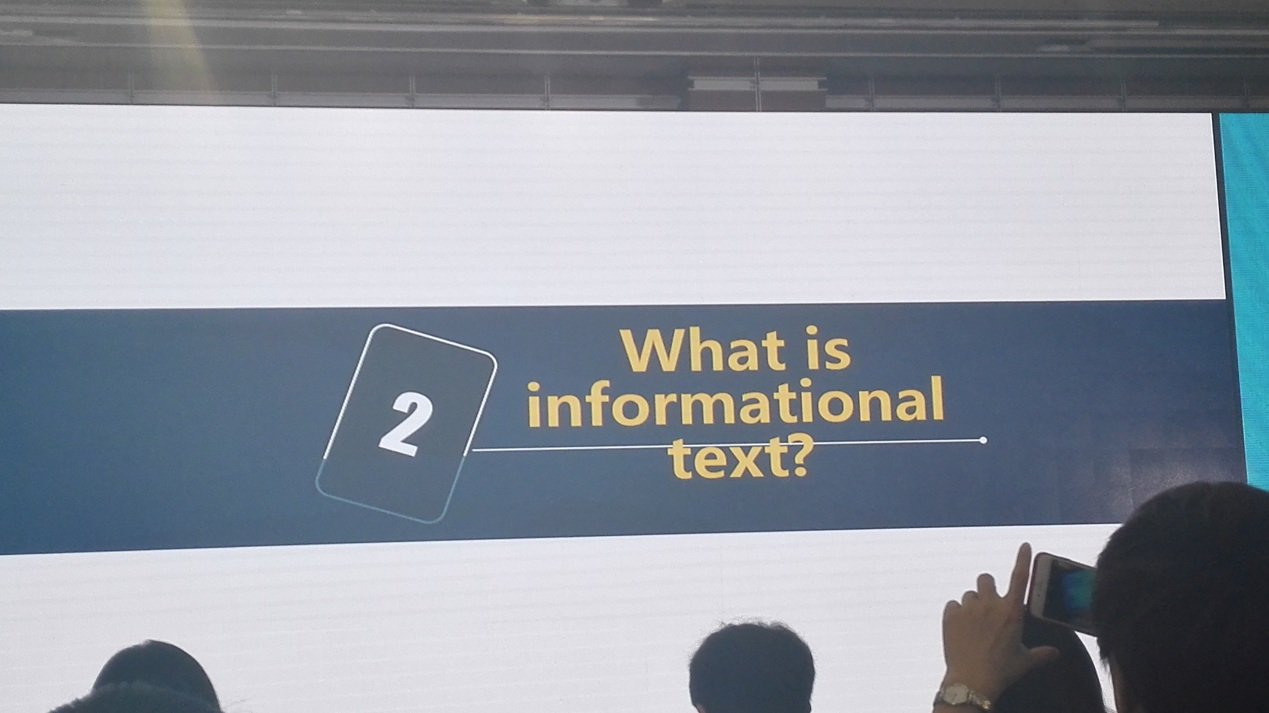 2
What is
informational
text?